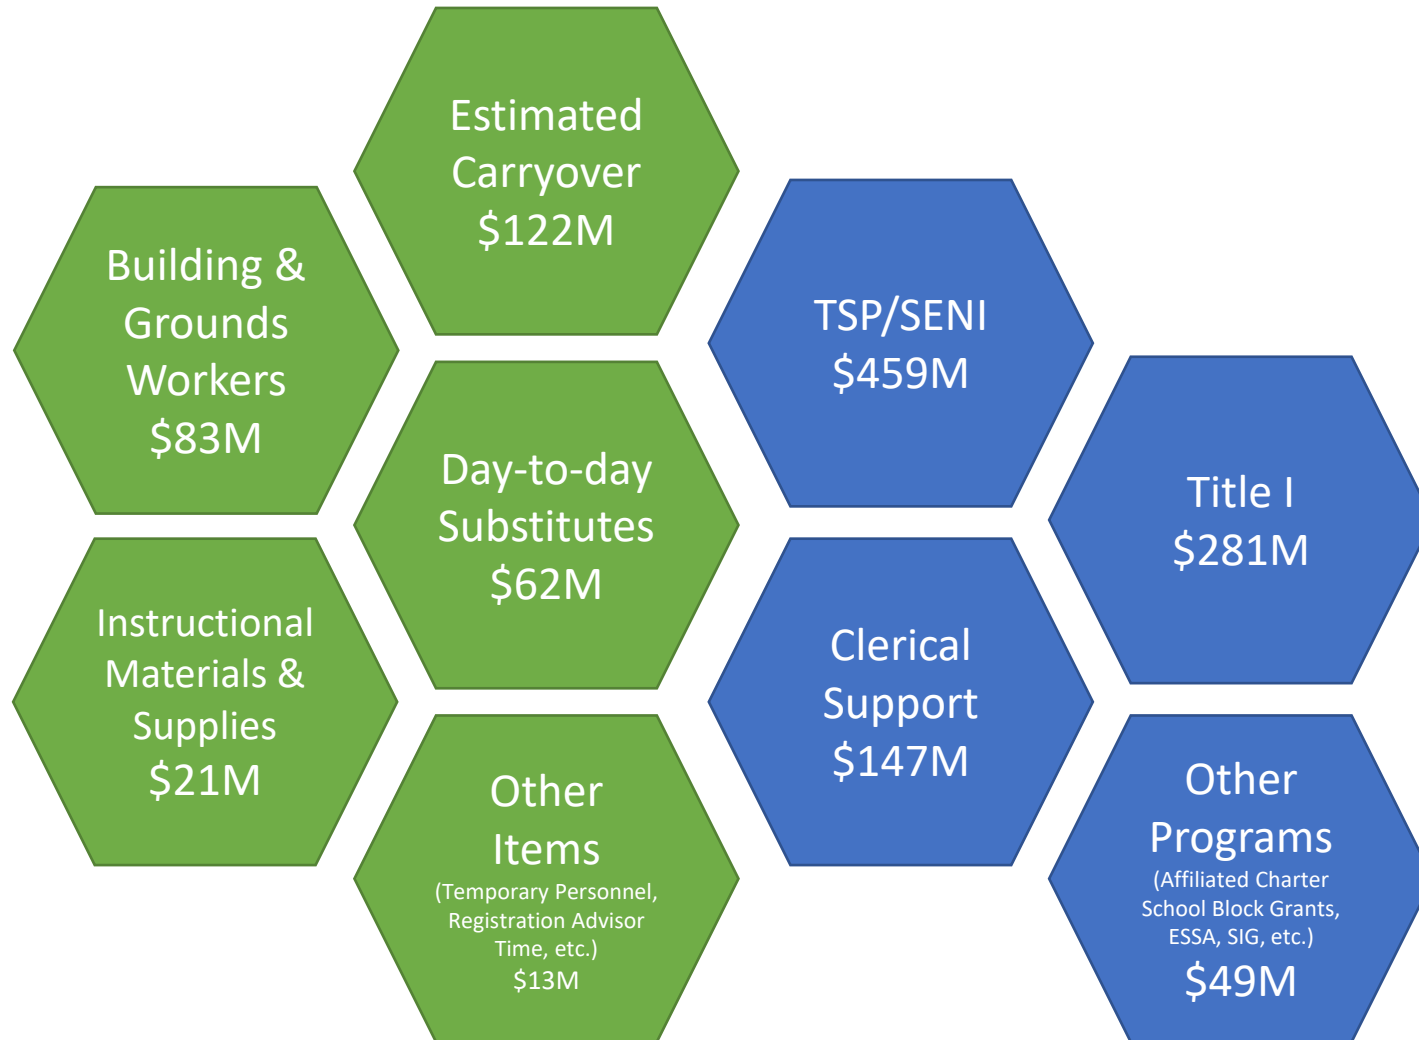 Estimated
Carryover
$122M
Building &
Grounds
Workers
$83M
TSP/SENI
$459M
Day-to-day
Substitutes
$62M
Title I
$281M
Instructional
Materials &
Supplies
$21M
Clerical
Support
$147M
Other
Items
(Temporary Personnel,
Registration Advisor
Time, etc.)
$13M
Other
Programs
(Affiliated Charter
School Block Grants,
ESSA, SIG, etc.)
$49M